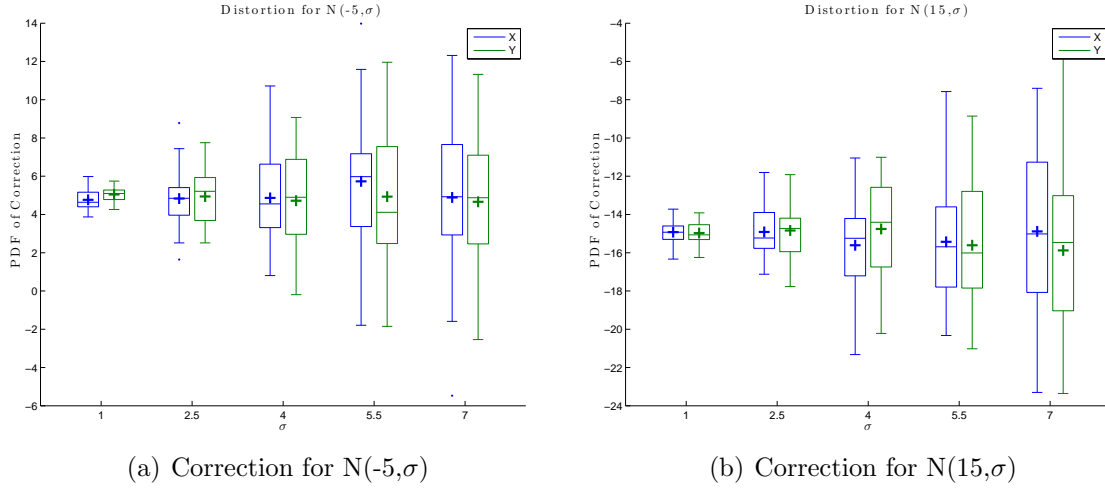 Distortion for N(-5,σ)
X
Y
PDF of Correction
14
12
10
8
6
4
2
0
−2
−4
−6
1
2.5
4
5.5
7
σ
(a) Correction for N(-5,σ)
Distortion for N(15,σ)
X
Y
PDF of Correction
−4
−6
−8
−10
−12
−14
−16
−18
−20
−22
−24
1
2.5
4
5.5
7
σ
(b) Correction for N(15,σ)